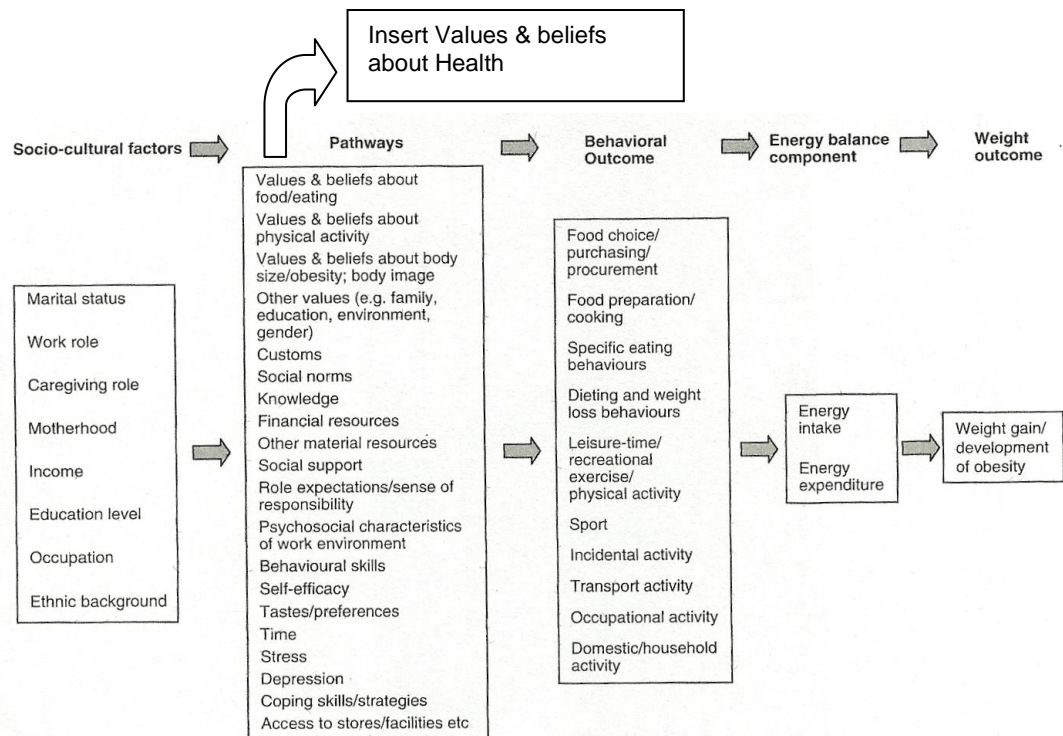 Insert Values & beliefs
about Health
Socio-cultural factors
Pathways
Behavioral
Outcome
Energy balance
component
Weight
outcome
Marital status
Work role
Caregiving role
Motherhood
Income
Education level
Occupation
Ethnic background
Values & beliefs about
food/eating
Values & beliefs about
physical activity
Values & beliefs about body
size/obesity; body image
Other values (e.g. family,
education, environment,
gender)
Customs
Social norms
Knowledge
Financial resources
Other material resources
Social support
Role expectations/sense of
responsibility
Psychosocial characteristics
of work environment
Behavioural skills
Self-efficacy
Tastes/preferences
Time
Stress
Depression
Coping skills/strategies
Access to stores/facilities etc
Food choice/
purchasing/
procurement
Food preparation/
cooking
Specific eating
behaviours
Dieting and weight
loss behaviours
Leisure-time/
recreational
exercise/
physical activity
Sport
Incidental activity
Transport activity
Occupational activity
Domestic/household
activity
Energy
intake
Energy
expenditure
Weight gain/
development
of obesity